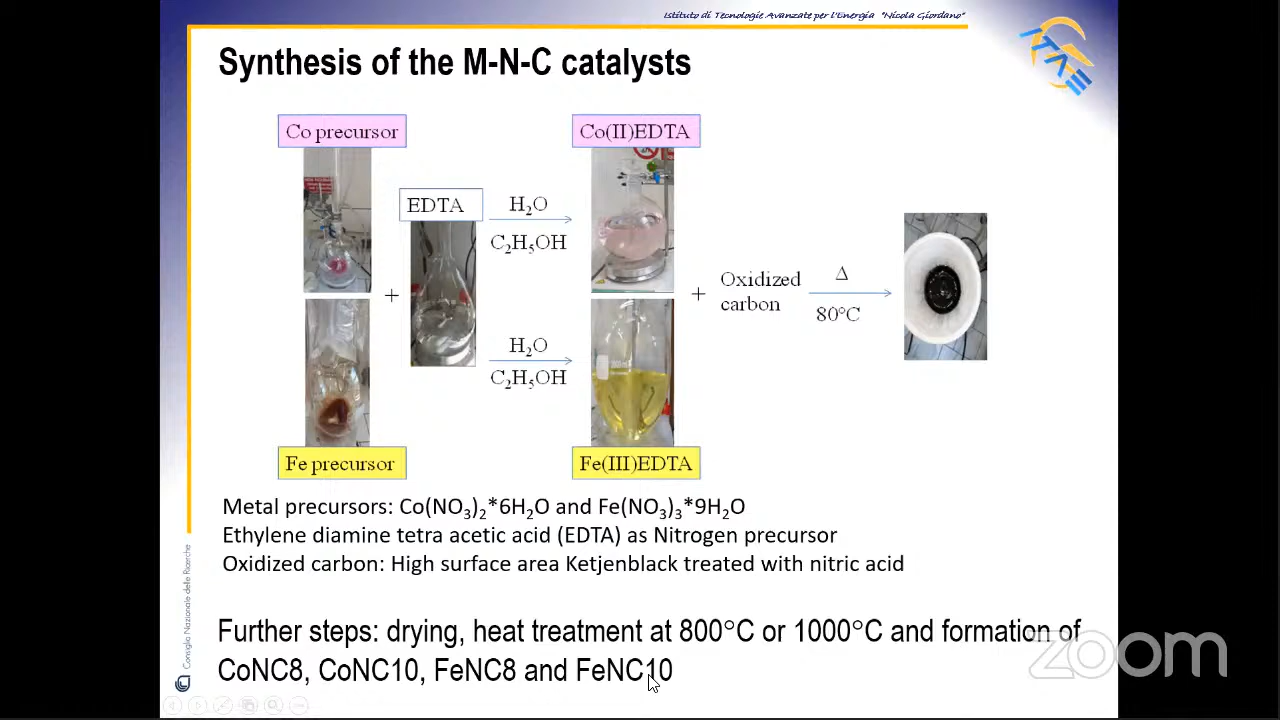 Istituto di Tecnologie Avanzate per l'Energia "Nicola Giordano"
Synthesis of the M-N-C catalysts
ITAE
Co precursor
Co(II)EDTA
EDTA
H₂O
C₂H₅OH
+
+
Oxidized
carbon
Δ
80°C
H₂O
C₂H₅OH
Fe precursor
Fe(III)EDTA
Metal precursors: Co(NO₃)₂*6H₂O and Fe(NO₃)₃*9H₂O
Ethylene diamine tetra acetic acid (EDTA) as Nitrogen precursor
Oxidized carbon: High surface area Ketjenblack treated with nitric acid
Further steps: drying, heat treatment at 800°C or 1000°C and formation of
CoNC8, CoNC10, FeNC8 and FeNC10
Consiglio Nazionale delle Ricerche
zoom